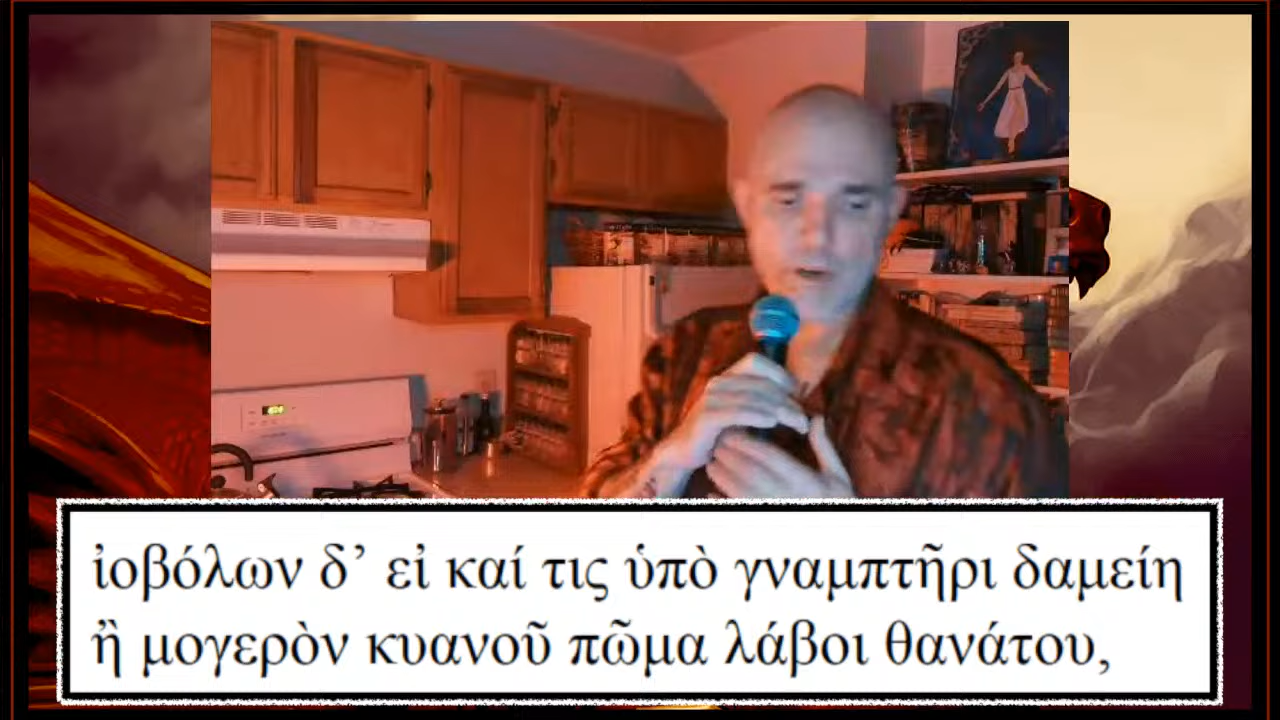 ἰοβόλων δ’ εἰ καί τις ὑπὸ γναμπτῆρι δαμείη
ἢ μογερὸν κυανοῦ πῶμα λάβοι θανάτου,